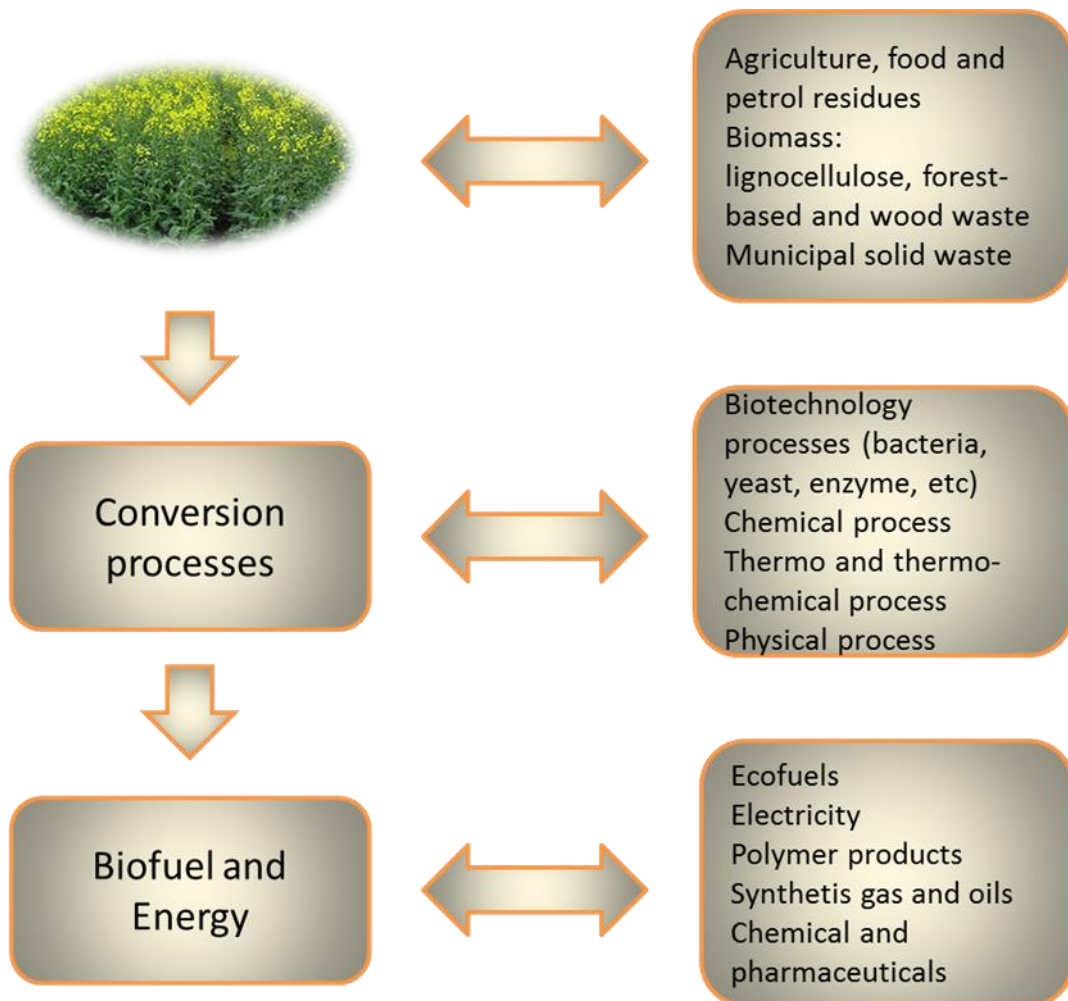 Agriculture, food and
petrol residues
Biomass:
lignocellulose, forest-
based and wood waste
Municipal solid waste
Conversion
processes
Biotechnology
processes (bacteria,
yeast, enzyme, etc)
Chemical process
Thermo and thermo-
chemical process
Physical process
Biofuel and
Energy
Ecofuels
Electricity
Polymer products
Synthetis gas and oils
Chemical and
pharmaceuticals